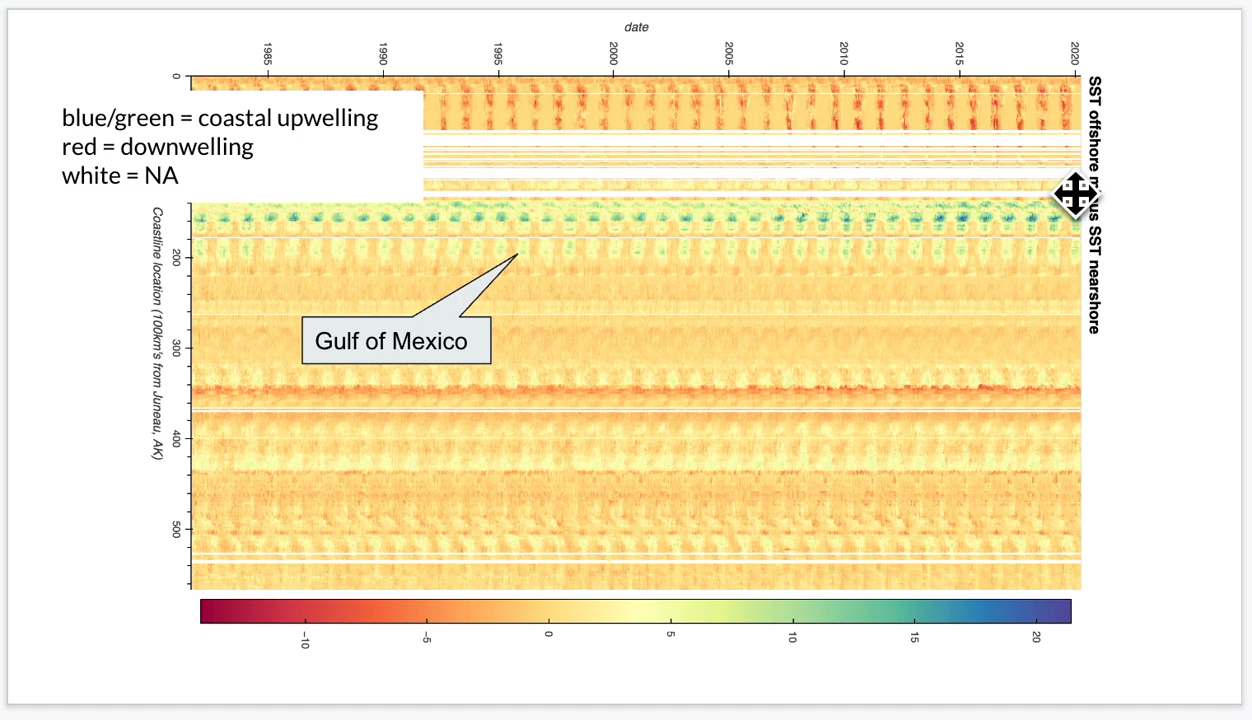 date
1985
1990
1995
2000
2005
2010
2015
2020
0
200
300
400
500
blue/green = coastal upwelling
red = downwelling
white = NA
Coastline location (100km's from Juneau, AK)
Gulf of Mexico
SST offshore m us SST nearshore
-10
-5
0
5
10
15
20